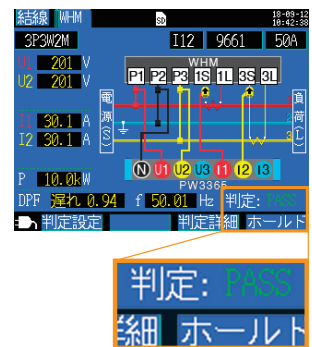 結線 WHM SD 18-09-12 10:42:38
3P3W2M I12 9661 50A
U1 201 V
U2 201 V
WHM
P1 P2 P3 1S 1L 3S 3L
電源(S)
負荷(L)
1
2
3
I1 30.1 A
I2 30.1 A
N U1 U2 U3 I1 I2 I3
PW3365
P 10.0kW
DPF 遅れ 0.94 f 50.01 Hz 判定: PASS
判定設定 判定詳細 ホールド
判定: PASS
細 ホールド